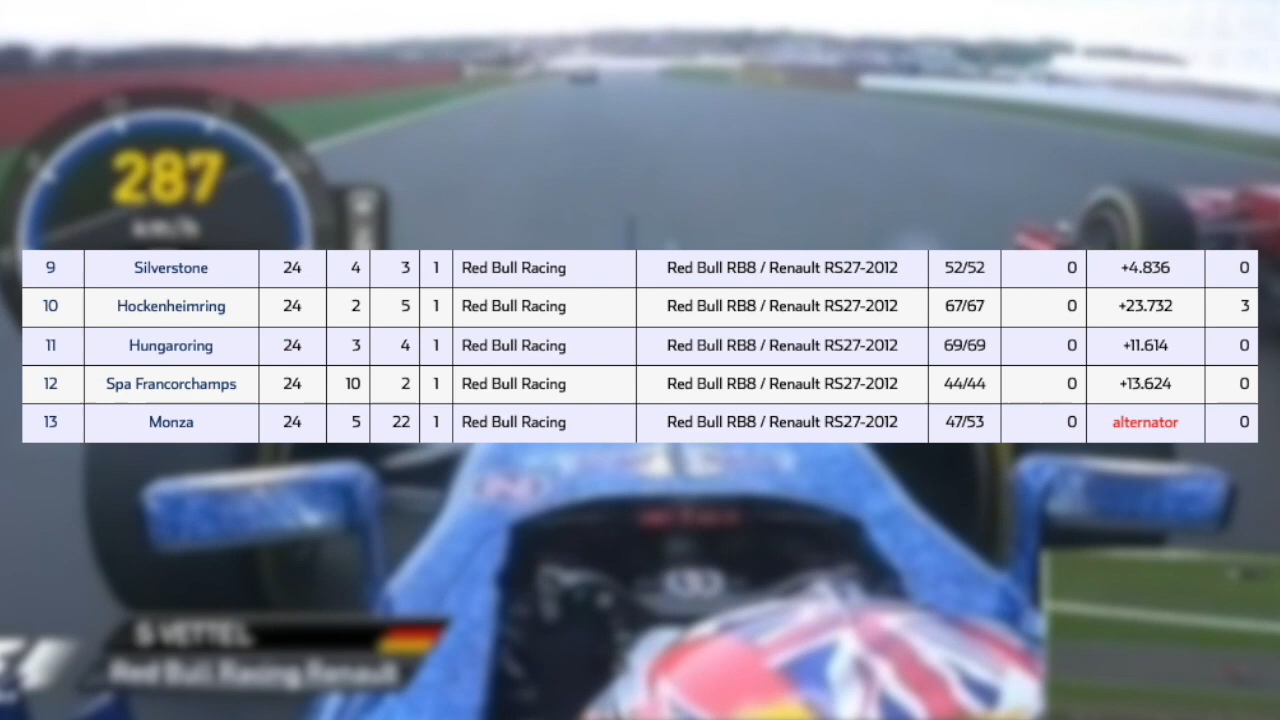 287
km/h
9 Silverstone 24 4 3 1 Red Bull Racing Red Bull RB8 / Renault RS27-2012 52/52 0 +4.836 0
10 Hockenheimring 24 2 5 1 Red Bull Racing Red Bull RB8 / Renault RS27-2012 67/67 0 +23.732 3
11 Hungaroring 24 3 4 1 Red Bull Racing Red Bull RB8 / Renault RS27-2012 69/69 0 +11.614 0
12 Spa Francorchamps 24 10 2 1 Red Bull Racing Red Bull RB8 / Renault RS27-2012 44/44 0 +13.624 0
13 Monza 24 5 22 1 Red Bull Racing Red Bull RB8 / Renault RS27-2012 47/53 0 alternator 0
S VETTEL
F1 Red Bull Racing Renault